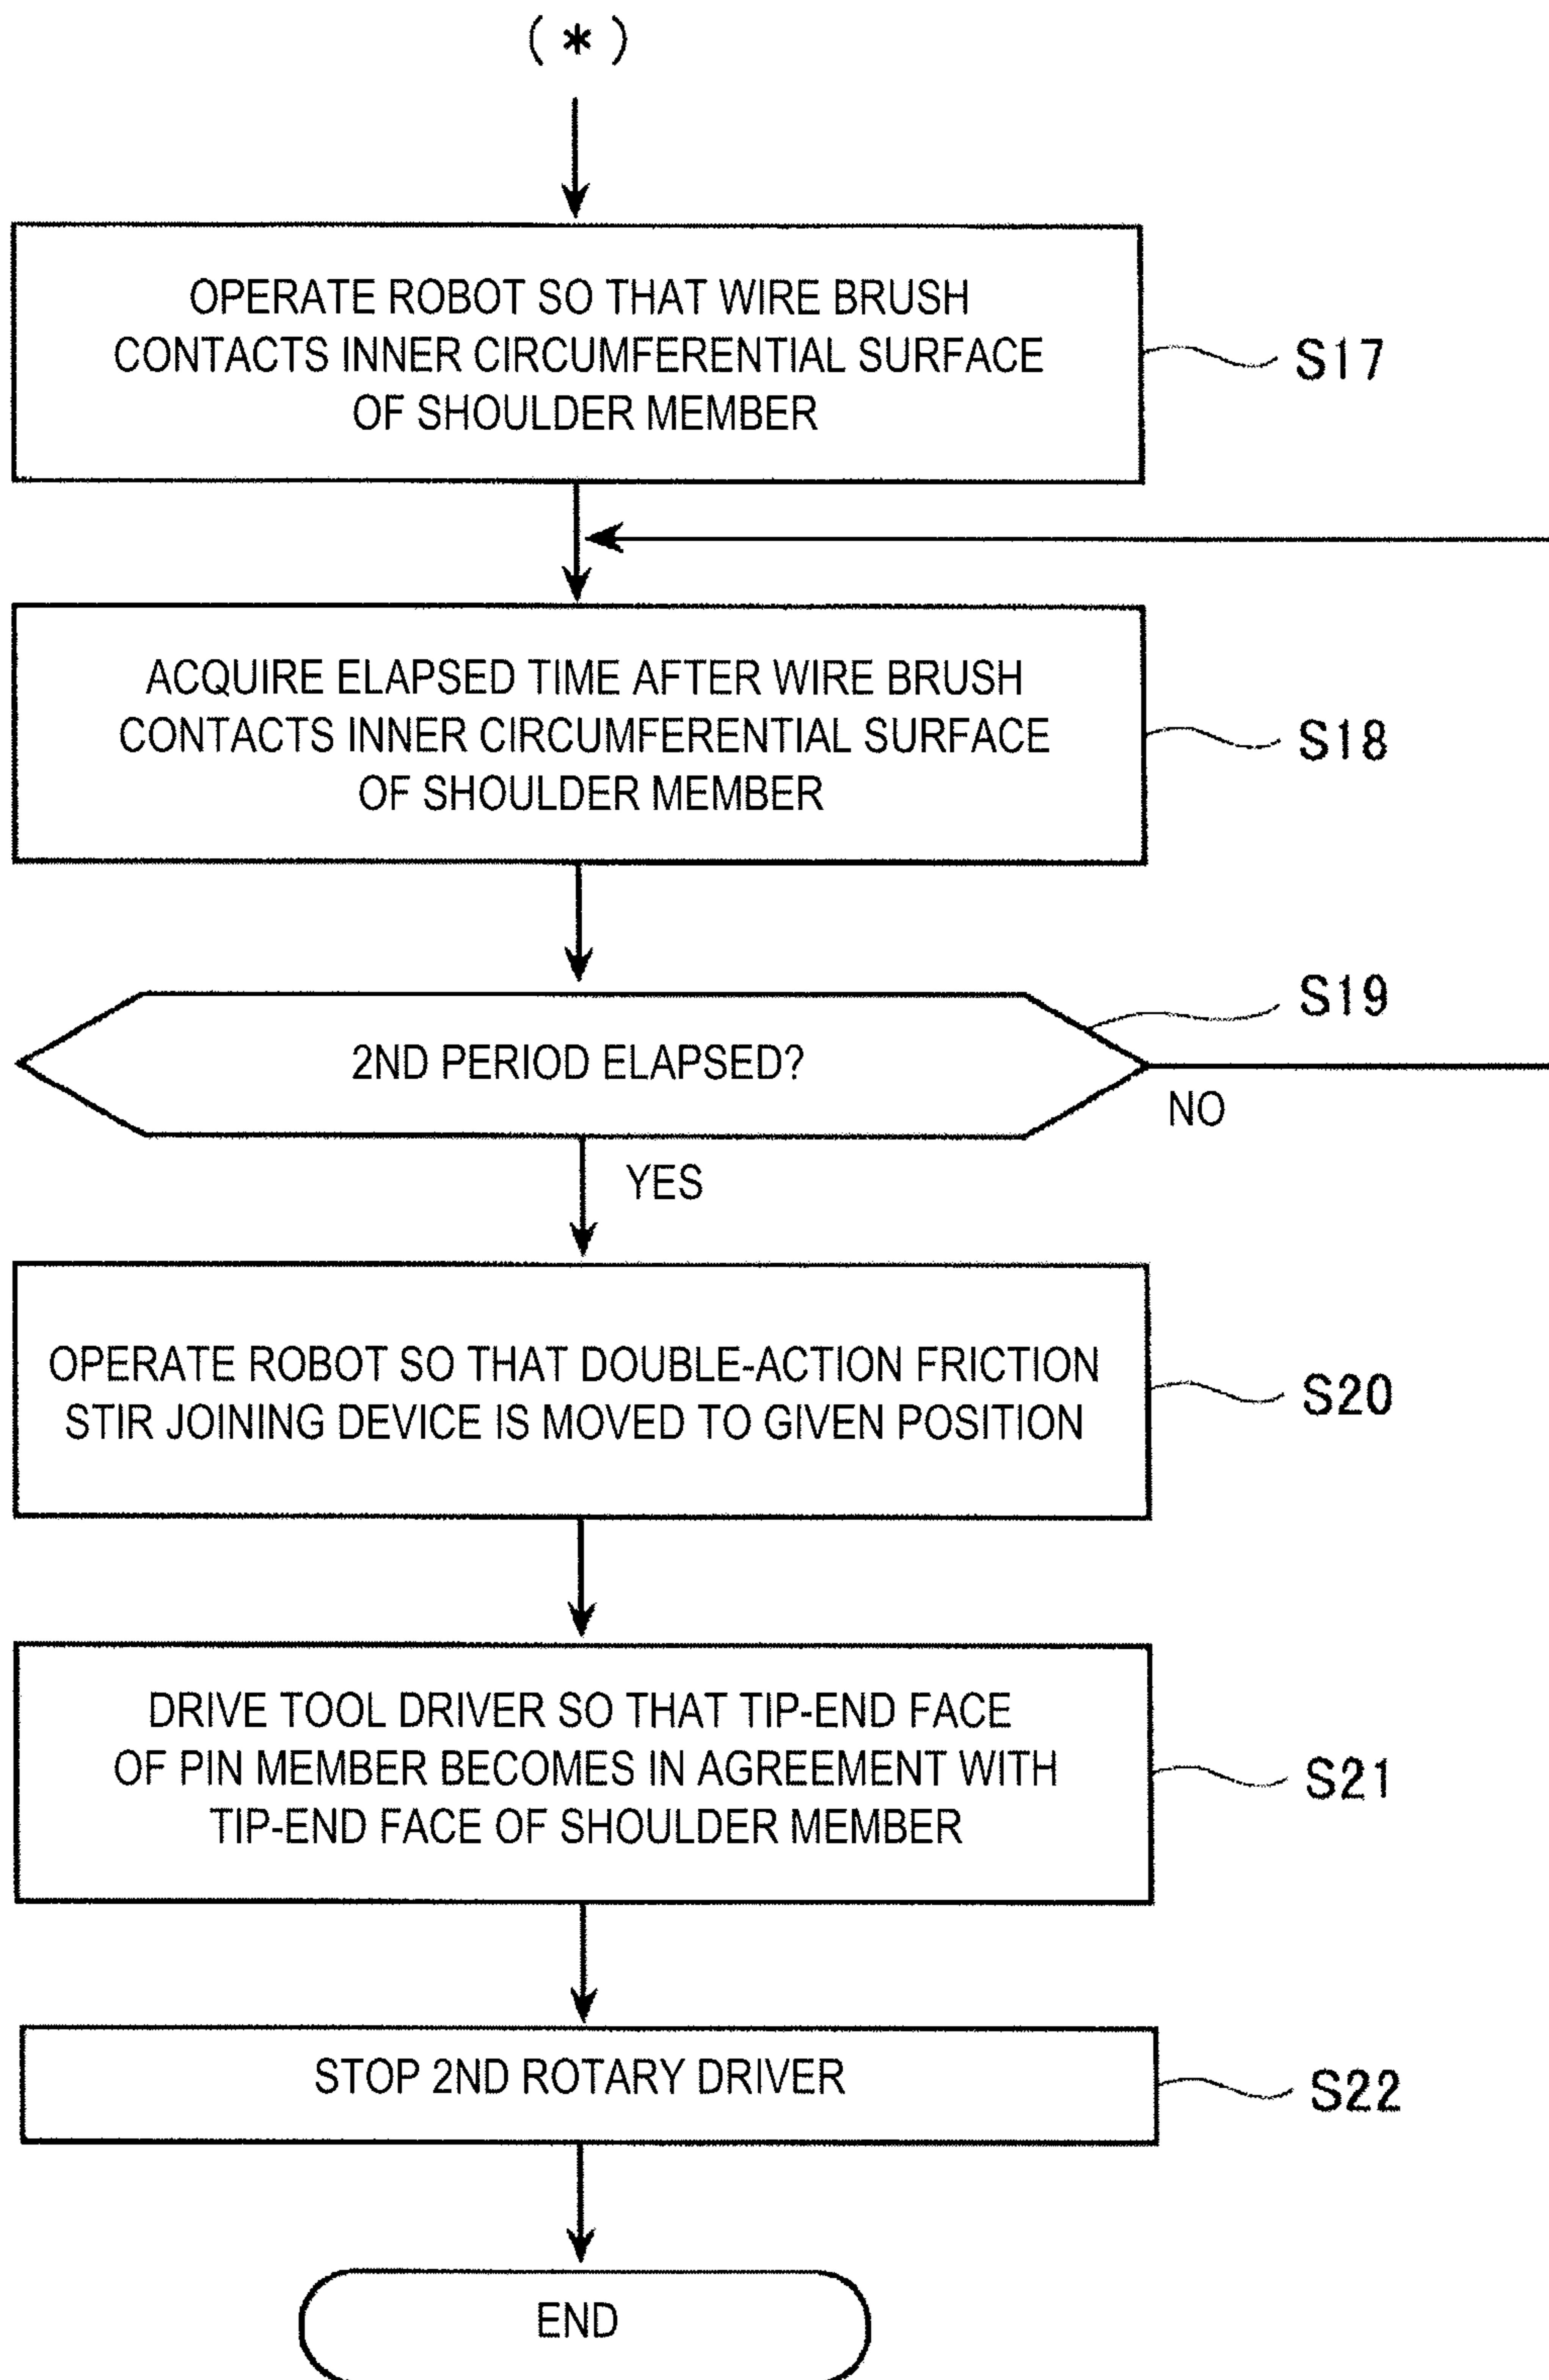 ( * )
OPERATE ROBOT SO THAT WIRE BRUSH
CONTACTS INNER CIRCUMFERENTIAL SURFACE
OF SHOULDER MEMBER
S17
ACQUIRE ELAPSED TIME AFTER WIRE BRUSH
CONTACTS INNER CIRCUMFERENTIAL SURFACE
OF SHOULDER MEMBER
S18
S19
2ND PERIOD ELAPSED?
NO
YES
OPERATE ROBOT SO THAT DOUBLE-ACTION FRICTION
STIR JOINING DEVICE IS MOVED TO GIVEN POSITION
S20
DRIVE TOOL DRIVER SO THAT TIP-END FACE
OF PIN MEMBER BECOMES IN AGREEMENT WITH
TIP-END FACE OF SHOULDER MEMBER
S21
STOP 2ND ROTARY DRIVER
S22
END